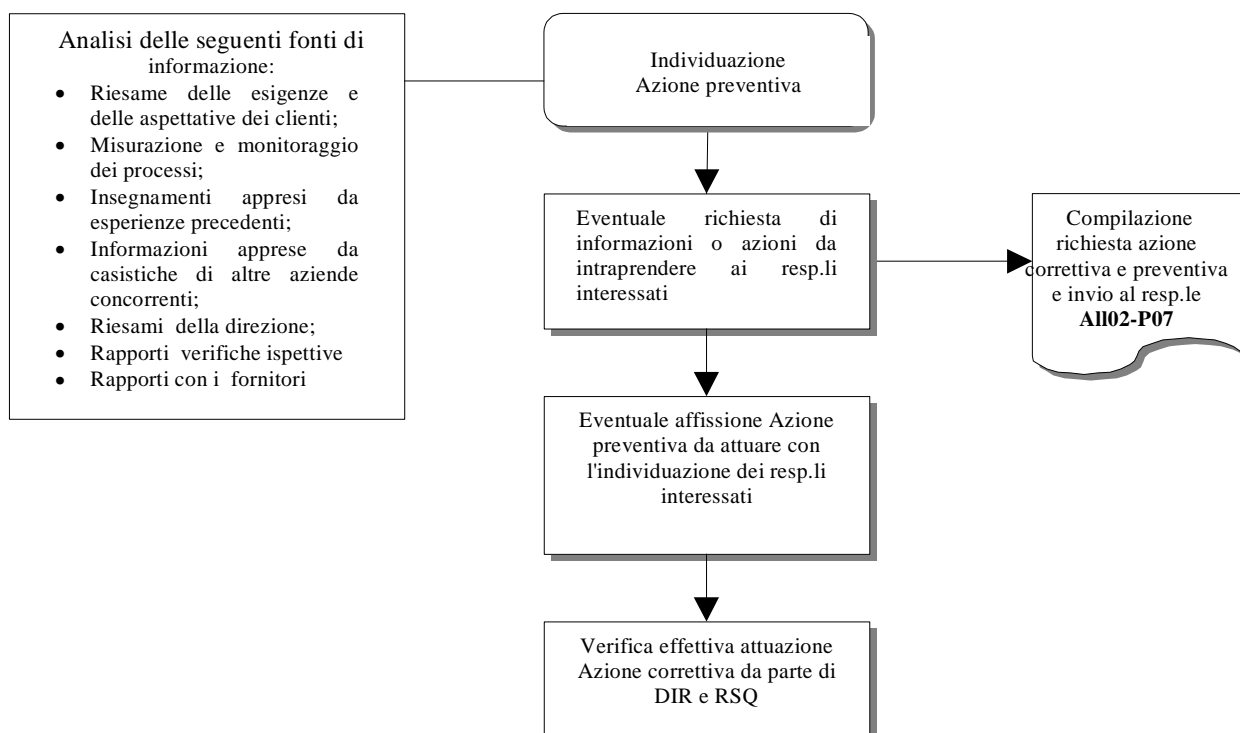 Analisi delle seguenti fonti di
informazione:
• Riesame delle esigenze e
delle aspettative dei clienti;
• Misurazione e monitoraggio
dei processi;
• Insegnamenti appresi da
esperienze precedenti;
• Informazioni apprese da
casistiche di altre aziende
concorrenti;
• Riesami della direzione;
• Rapporti verifiche ispettive
• Rapporti con i fornitori
Individuazione
Azione preventiva
Eventuale richiesta di
informazioni o azioni da
intraprendere ai resp.li
interessati
Compilazione
richiesta azione
correttiva e preventiva
e invio al resp.le
All02-P07
Eventuale affissione Azione
preventiva da attuare con
l'individuazione dei resp.li
interessati
Verifica effettiva attuazione
Azione correttiva da parte di
DIR e RSQ